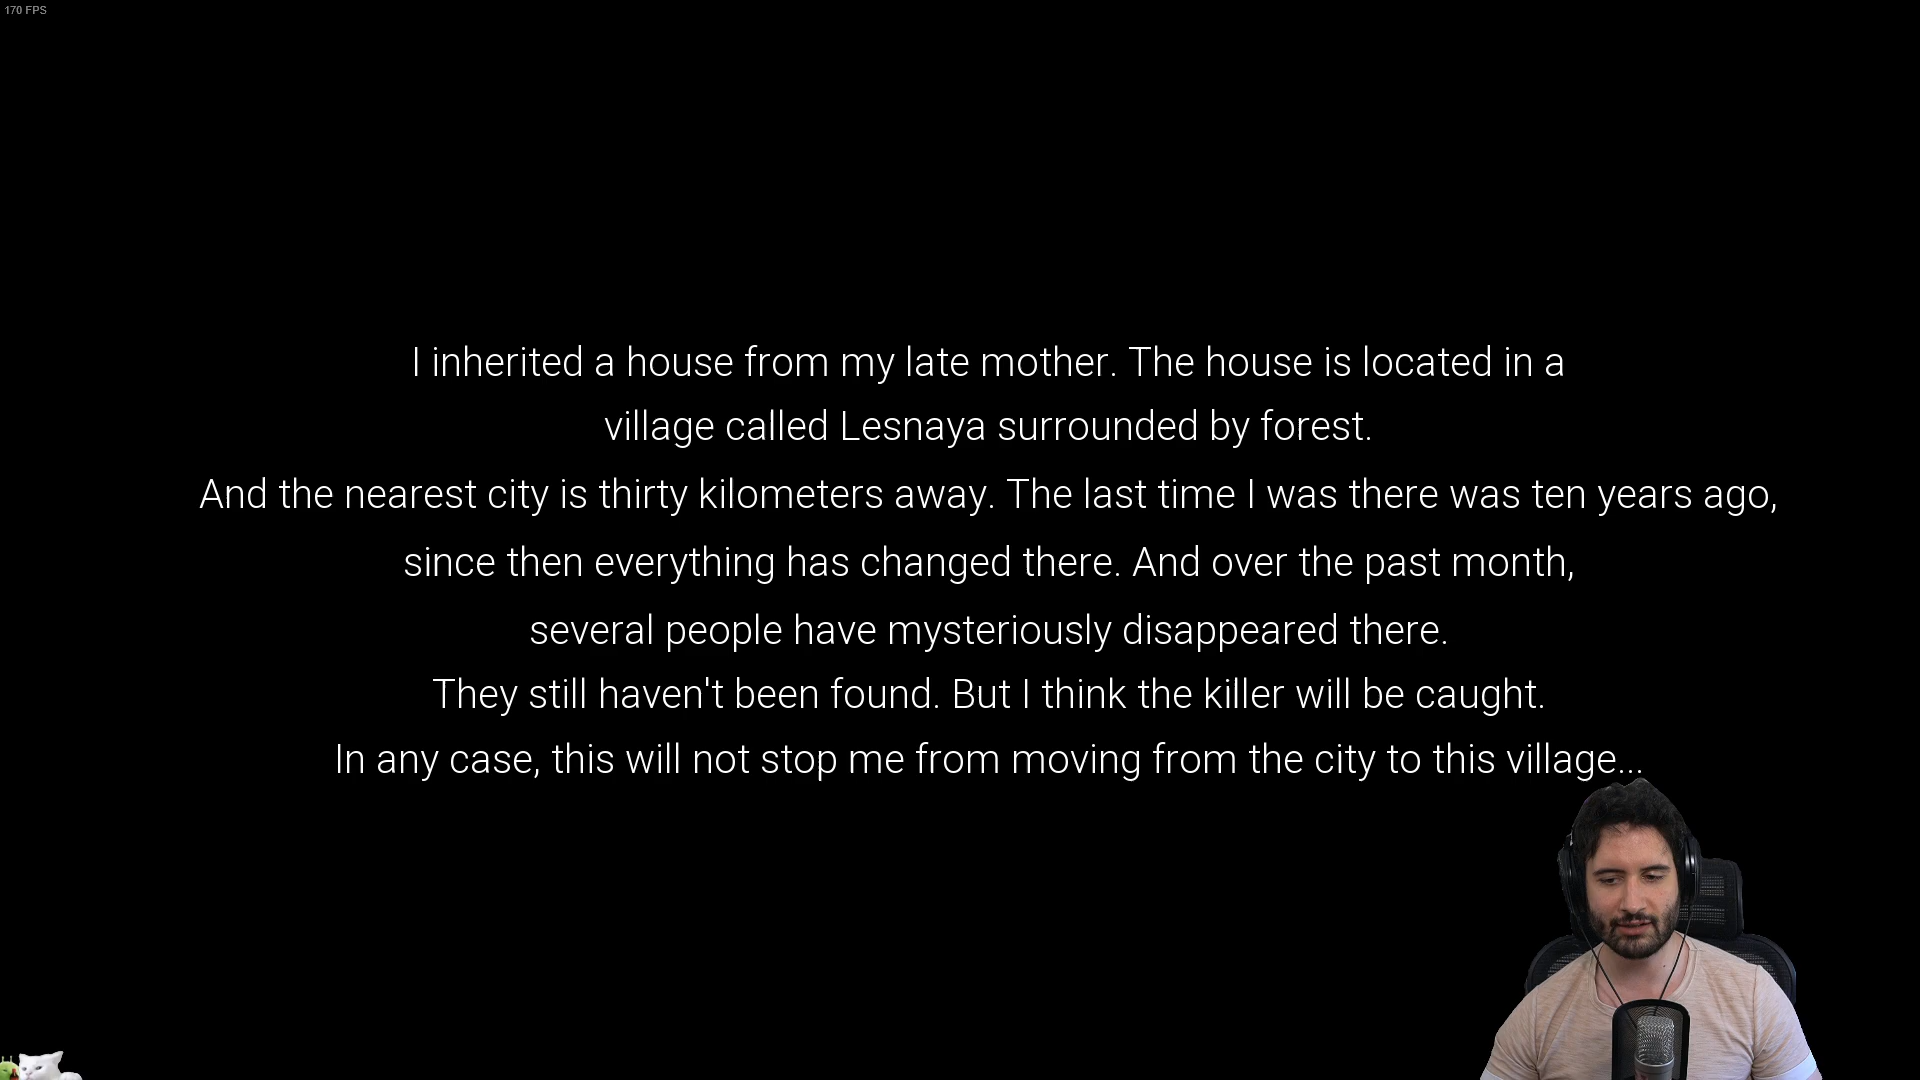 170 FPS
I inherited a house from my late mother. The house is located in a
village called Lesnaya surrounded by forest.
And the nearest city is thirty kilometers away. The last time I was there was ten years ago,
since then everything has changed there. And over the past month,
several people have mysteriously disappeared there.
They still haven't been found. But I think the killer will be caught.
In any case, this will not stop me from moving from the city to this village...